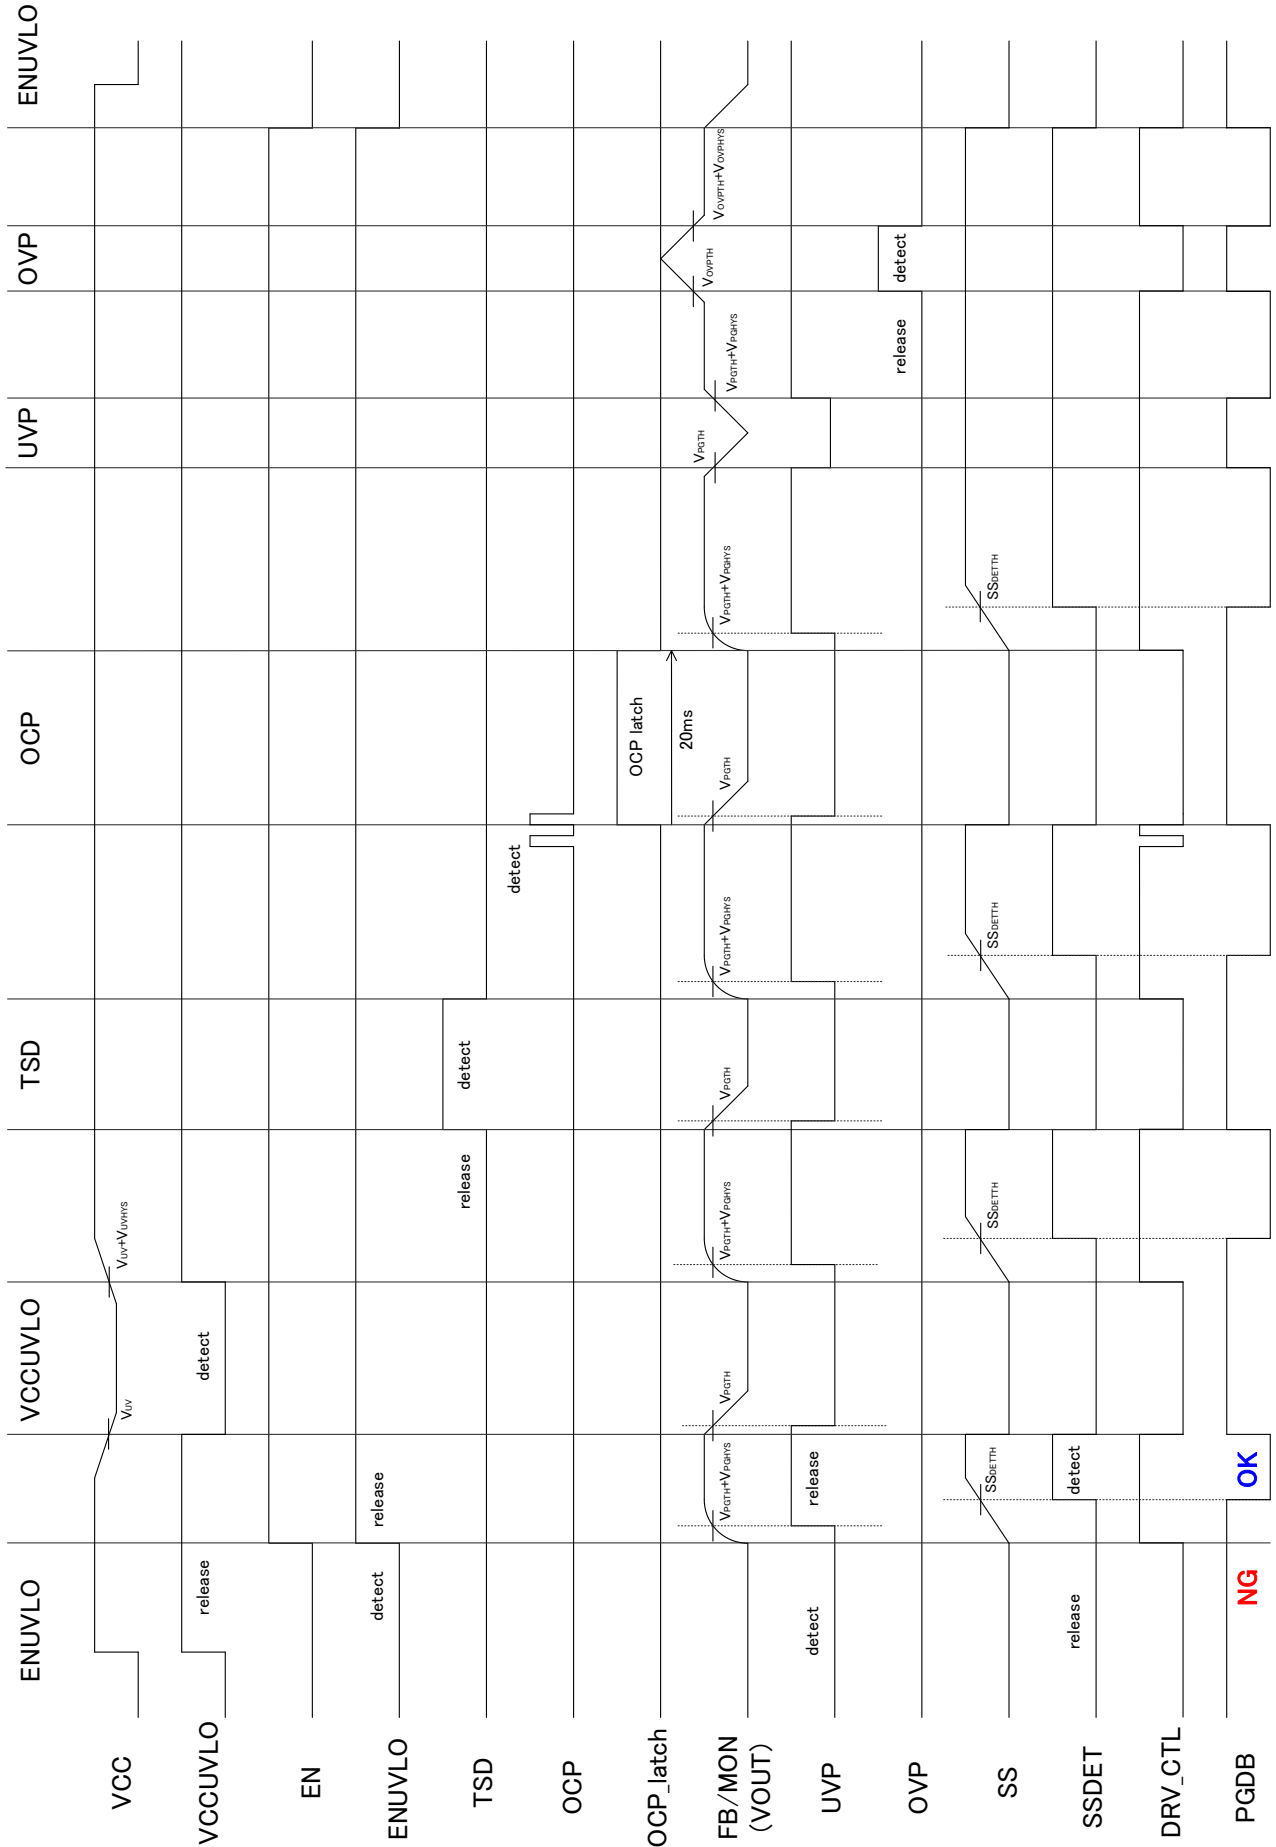 ENUVLO
VCCUVLO
TSD
OCP
UVP
OVP
ENUVLO
VCC
VUV
VUV+VUVHYS
VCCUVLO
release
detect
EN
ENUVLO
detect
release
TSD
release
detect
OCP
detect
OCP_latch
OCP latch
20ms
FB/MON
(VOUT)
VPGTH+VPGHYS
VPGTH
VPGTH+VPGHYS
VPGTH
VPGTH+VPGHYS
VPGTH
VPGTH+VPGHYS
VPGTH
VPGTH+VPGHYS
VOVPTH
VOVPTH+VOVPHYS
UVP
detect
release
OVP
release
detect
SS
SSDETTH
SSDETTH
SSDETTH
SSDETTH
SSDET
release
detect
DRV_CTL
PGDB
NG
OK